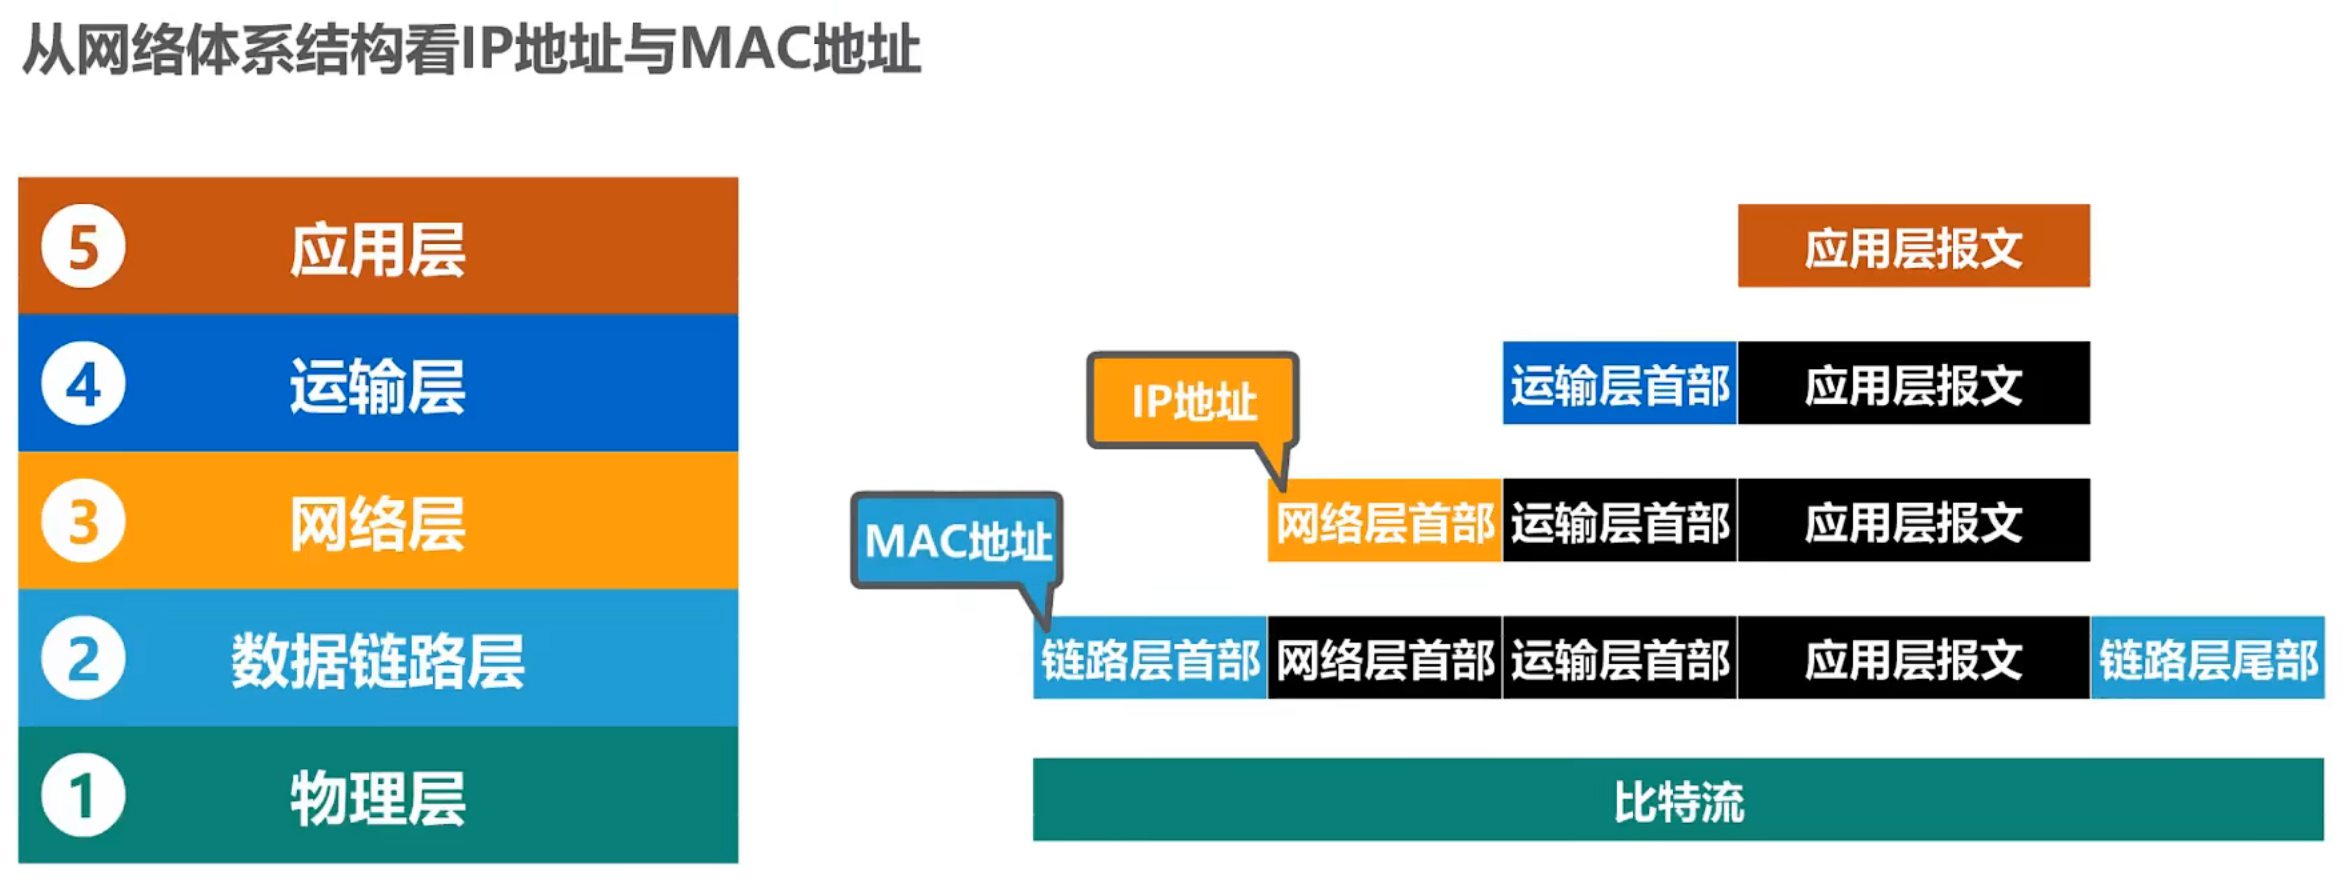 从网络体系结构看IP地址与MAC地址
5 应用层 应用层报文
4 运输层 运输层首部 应用层报文
IP地址
3 网络层 网络层首部 运输层首部 应用层报文
MAC地址
2 数据链路层 链路层首部 网络层首部 运输层首部 应用层报文 链路层尾部
1 物理层 比特流